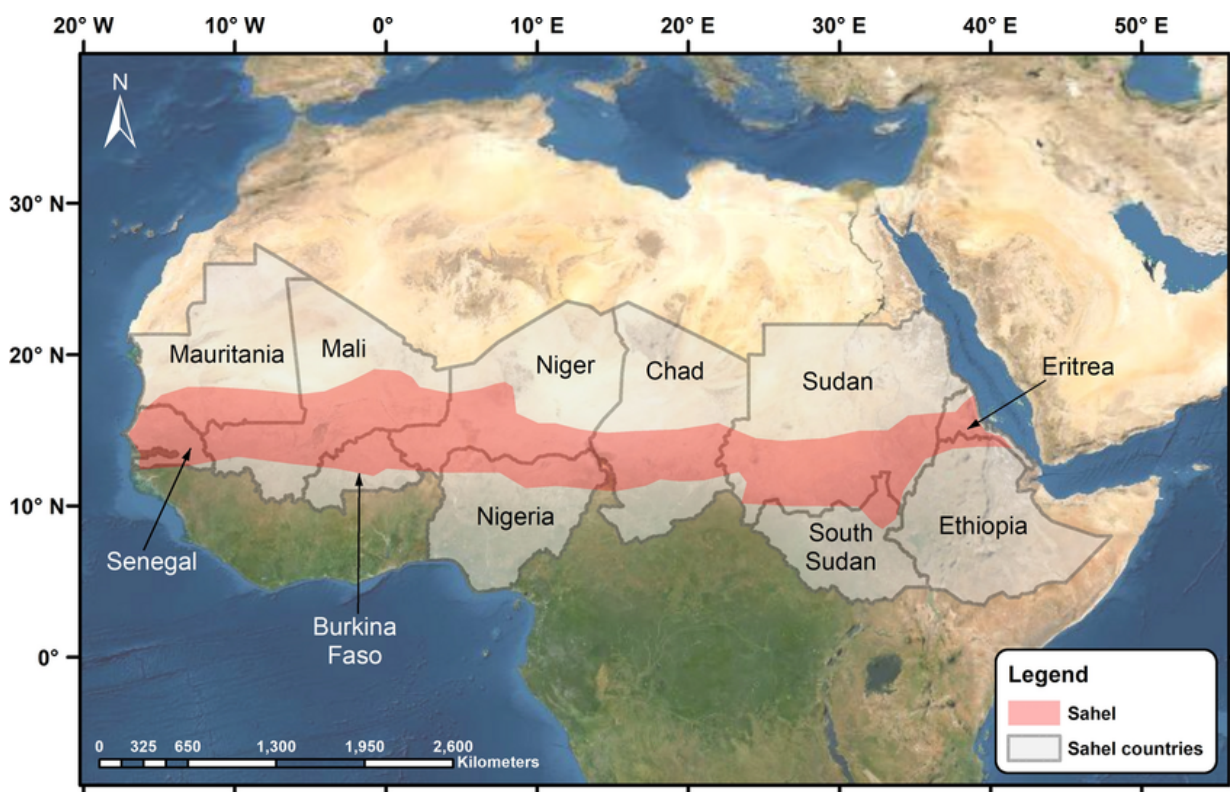 20° W
10° W
0°
10° E
20° E
30° E
40° E
50° E
N
30° N
20° N
10° N
0°
Mauritania
Mali
Niger
Chad
Sudan
Eritrea
Nigeria
South
Sudan
Ethiopia
Senegal
Burkina
Faso
0 325 650 1,300 1,950 2,600
Kilometers
Legend
Sahel
Sahel countries